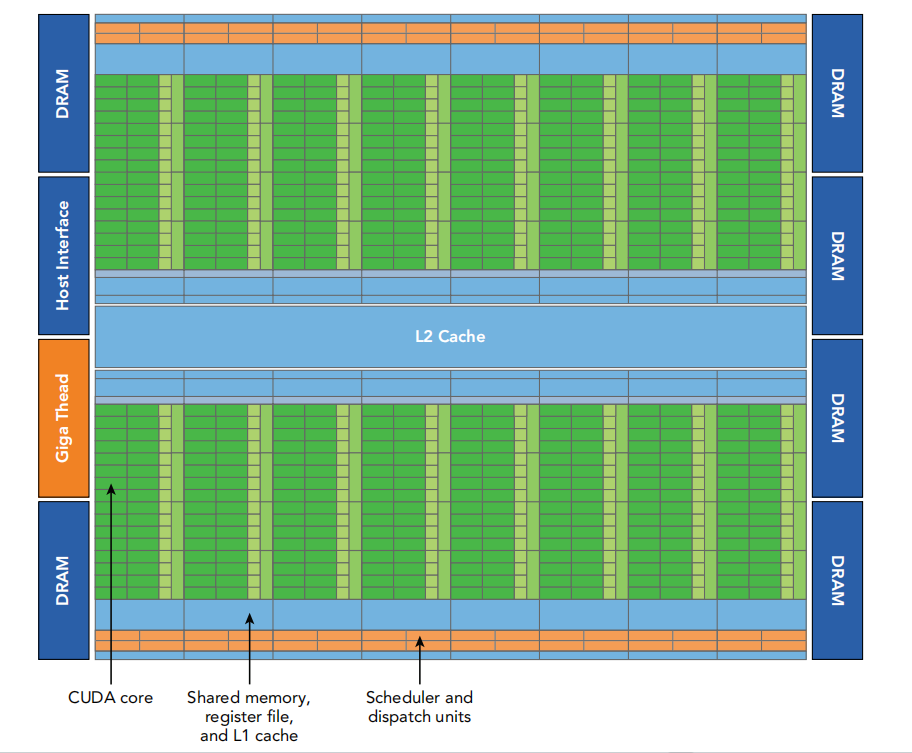 DRAM
Host Interface
Giga Thead
DRAM
L2 Cache
DRAM
DRAM
DRAM
DRAM
CUDA core
Shared memory,
register file,
and L1 cache
Scheduler and
dispatch units